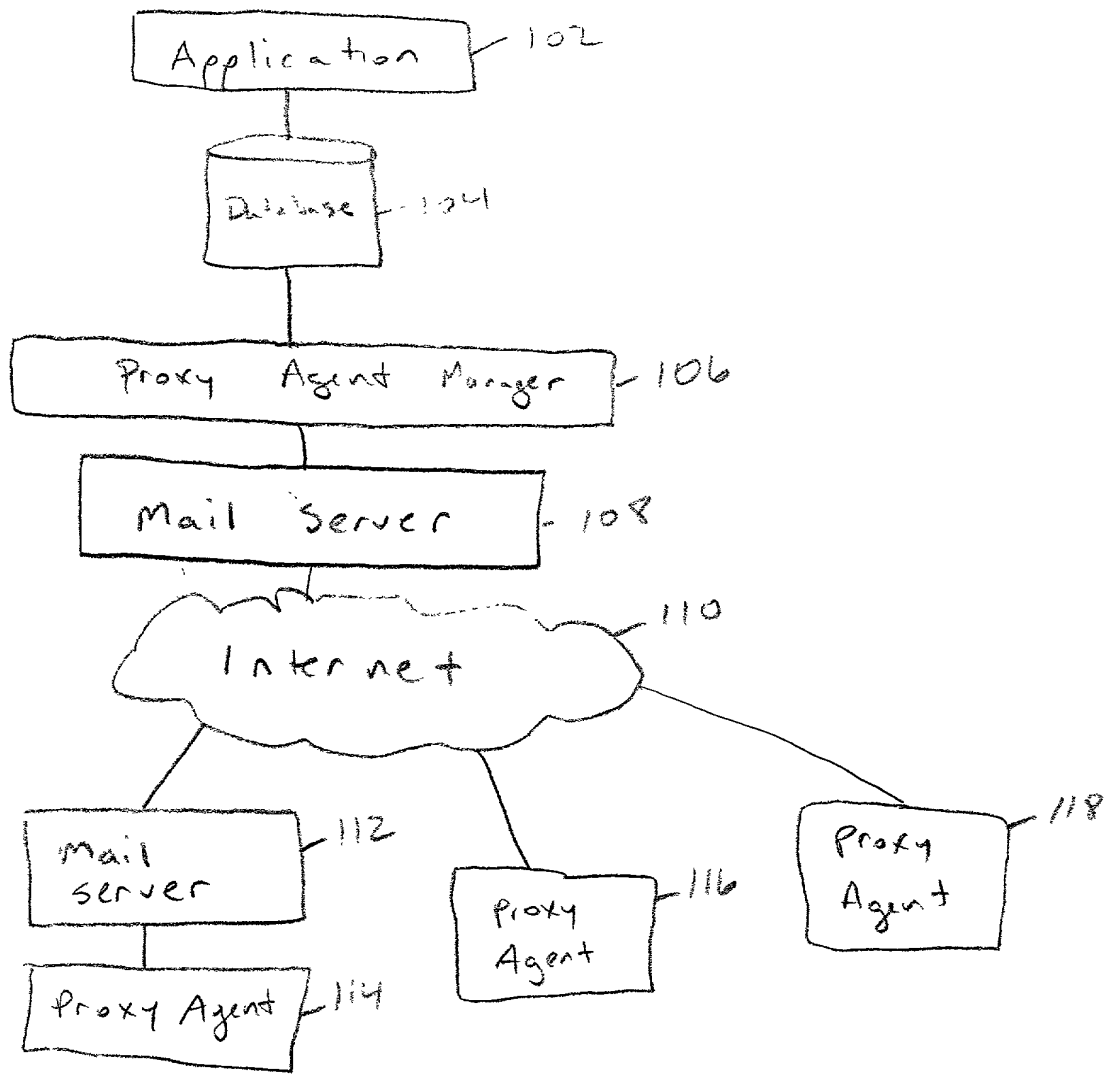 Application 102
Database 104
Proxy Agent Manager 106
Mail Server 108
110
Internet
112
Mail
server
118
Proxy
Agent
116
Proxy
Agent
Proxy Agent 114